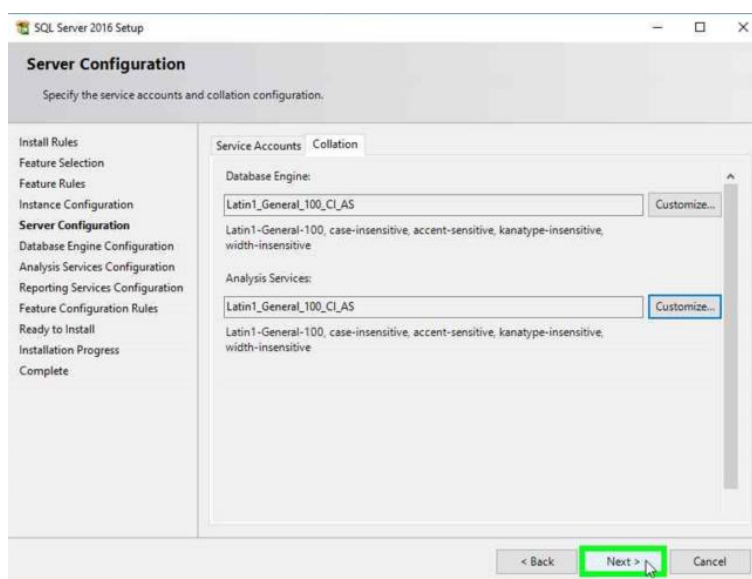 SQL Server 2016 Setup
Server Configuration
Specify the service accounts and collation configuration.
Install Rules
Feature Selection
Feature Rules
Instance Configuration
Server Configuration
Database Engine Configuration
Analysis Services Configuration
Reporting Services Configuration
Feature Configuration Rules
Ready to Install
Installation Progress
Complete
Service Accounts Collation
Database Engine:
Latin1_General_100_CI_AS Customize...
Latin1-General-100, case-insensitive, accent-sensitive, kanatype-insensitive,
width-insensitive
Analysis Services:
Latin1_General_100_CI_AS Customize...
Latin1-General-100, case-insensitive, accent-sensitive, kanatype-insensitive,
width-insensitive
< Back Next > Cancel